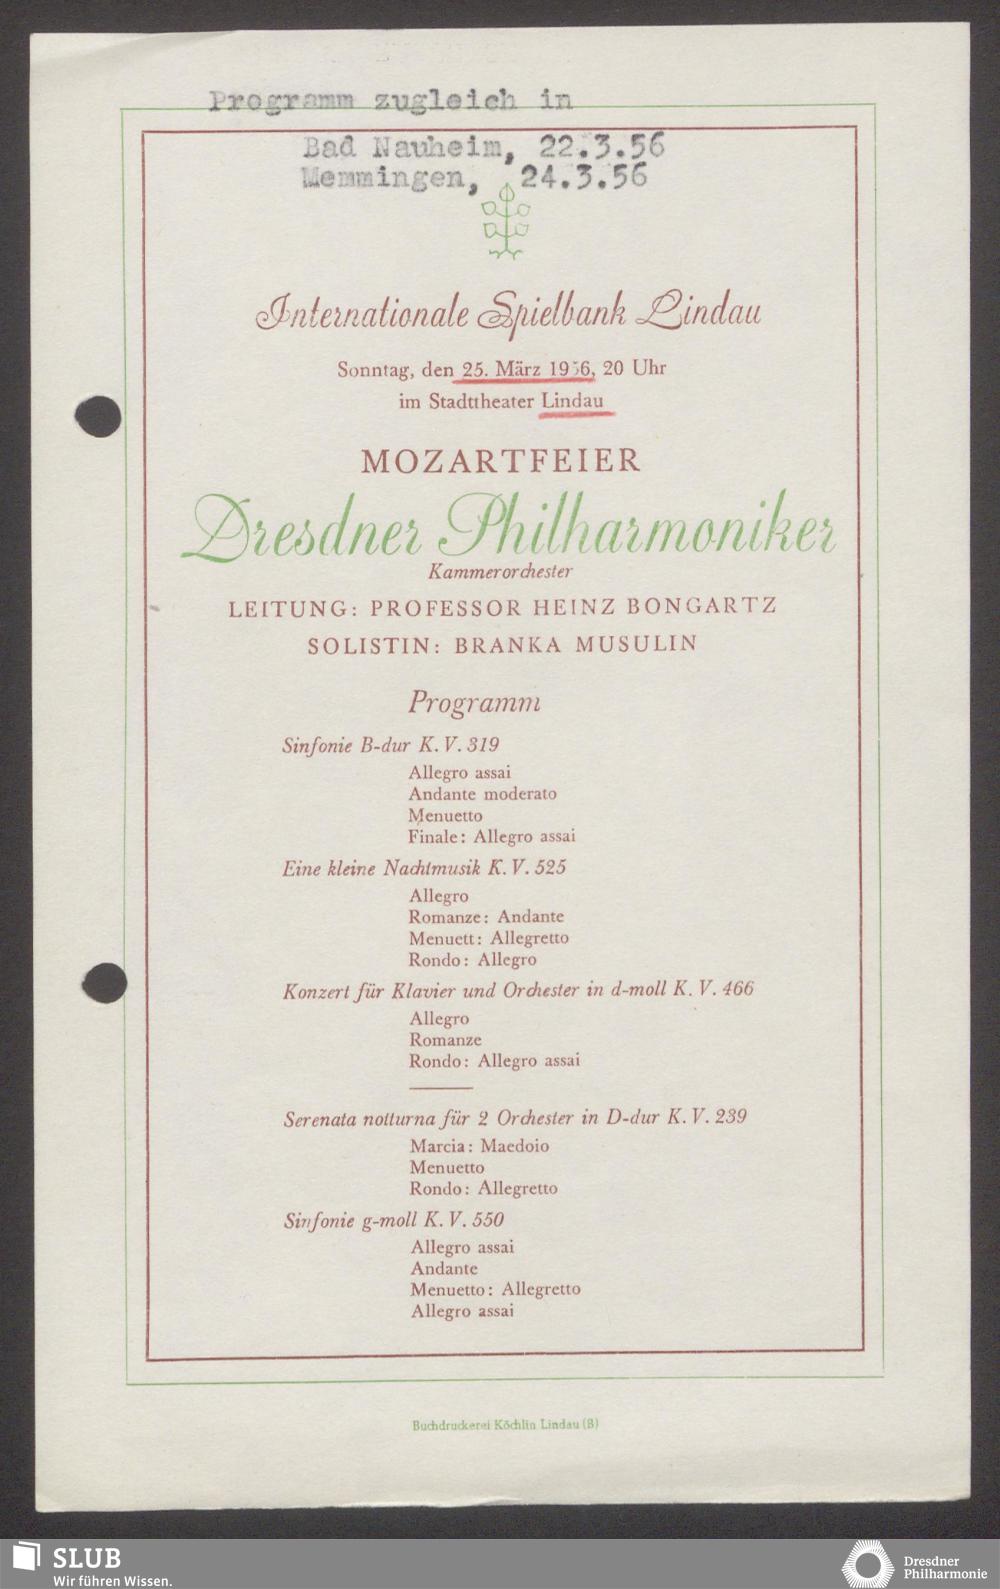 Programm zugleich in
Bad Nauheim, 22.3.56
Memmingen, 24.3.56
Internationale Spielbank Lindau
Sonntag, den 25. März 1956, 20 Uhr
im Stadttheater Lindau
MOZARTFEIER
Dresdner Philharmoniker
Kammerorchester
LEITUNG: PROFESSOR HEINZ BONGARTZ
SOLISTIN: BRANKA MUSULIN
Programm
Sinfonie B-dur K. V. 319
Allegro assai
Andante moderato
Menuetto
Finale: Allegro assai
Eine kleine Nachtmusik K. V. 525
Allegro
Romanze: Andante
Menuett: Allegretto
Rondo: Allegro
Konzert für Klavier und Orchester in d-moll K. V. 466
Allegro
Romanze
Rondo: Allegro assai
Serenata notturna für 2 Orchester in D-dur K. V. 239
Marcia: Maedoio
Menuetto
Rondo: Allegretto
Sinfonie g-moll K. V. 550
Allegro assai
Andante
Menuetto: Allegretto
Allegro assai
Buchdruckerei Köchlin Lindau (B)
SLUB
Wir führen Wissen.
Dresdner
Philharmonie